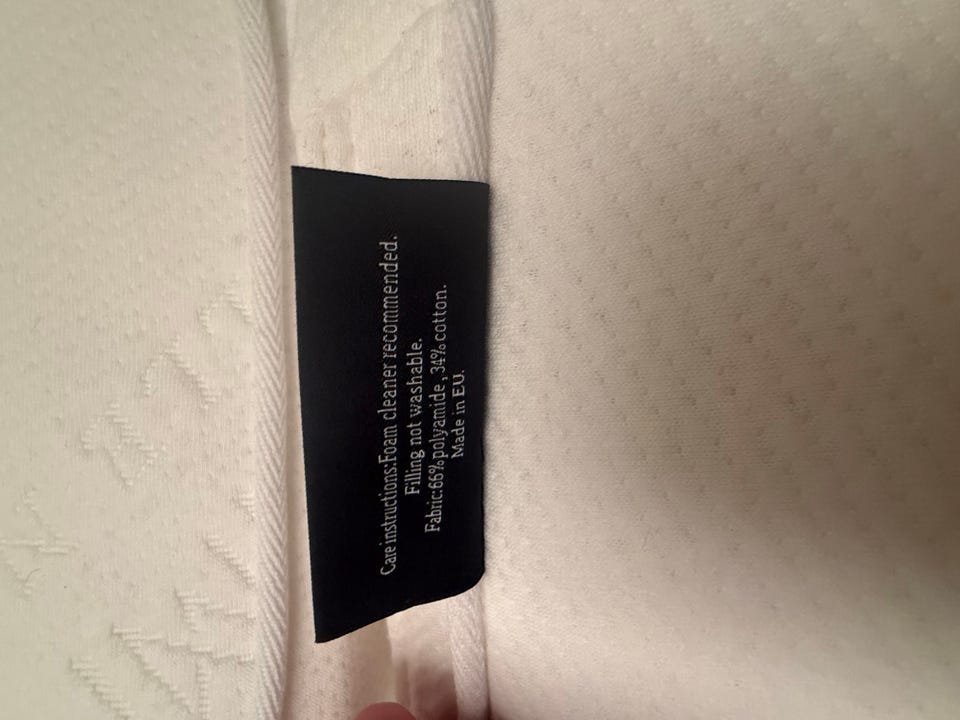 Care instructions:Foam cleaner recommended.
Filling not washable.
Fabric:66%polyamide, 34% cotton.
Made in EU.